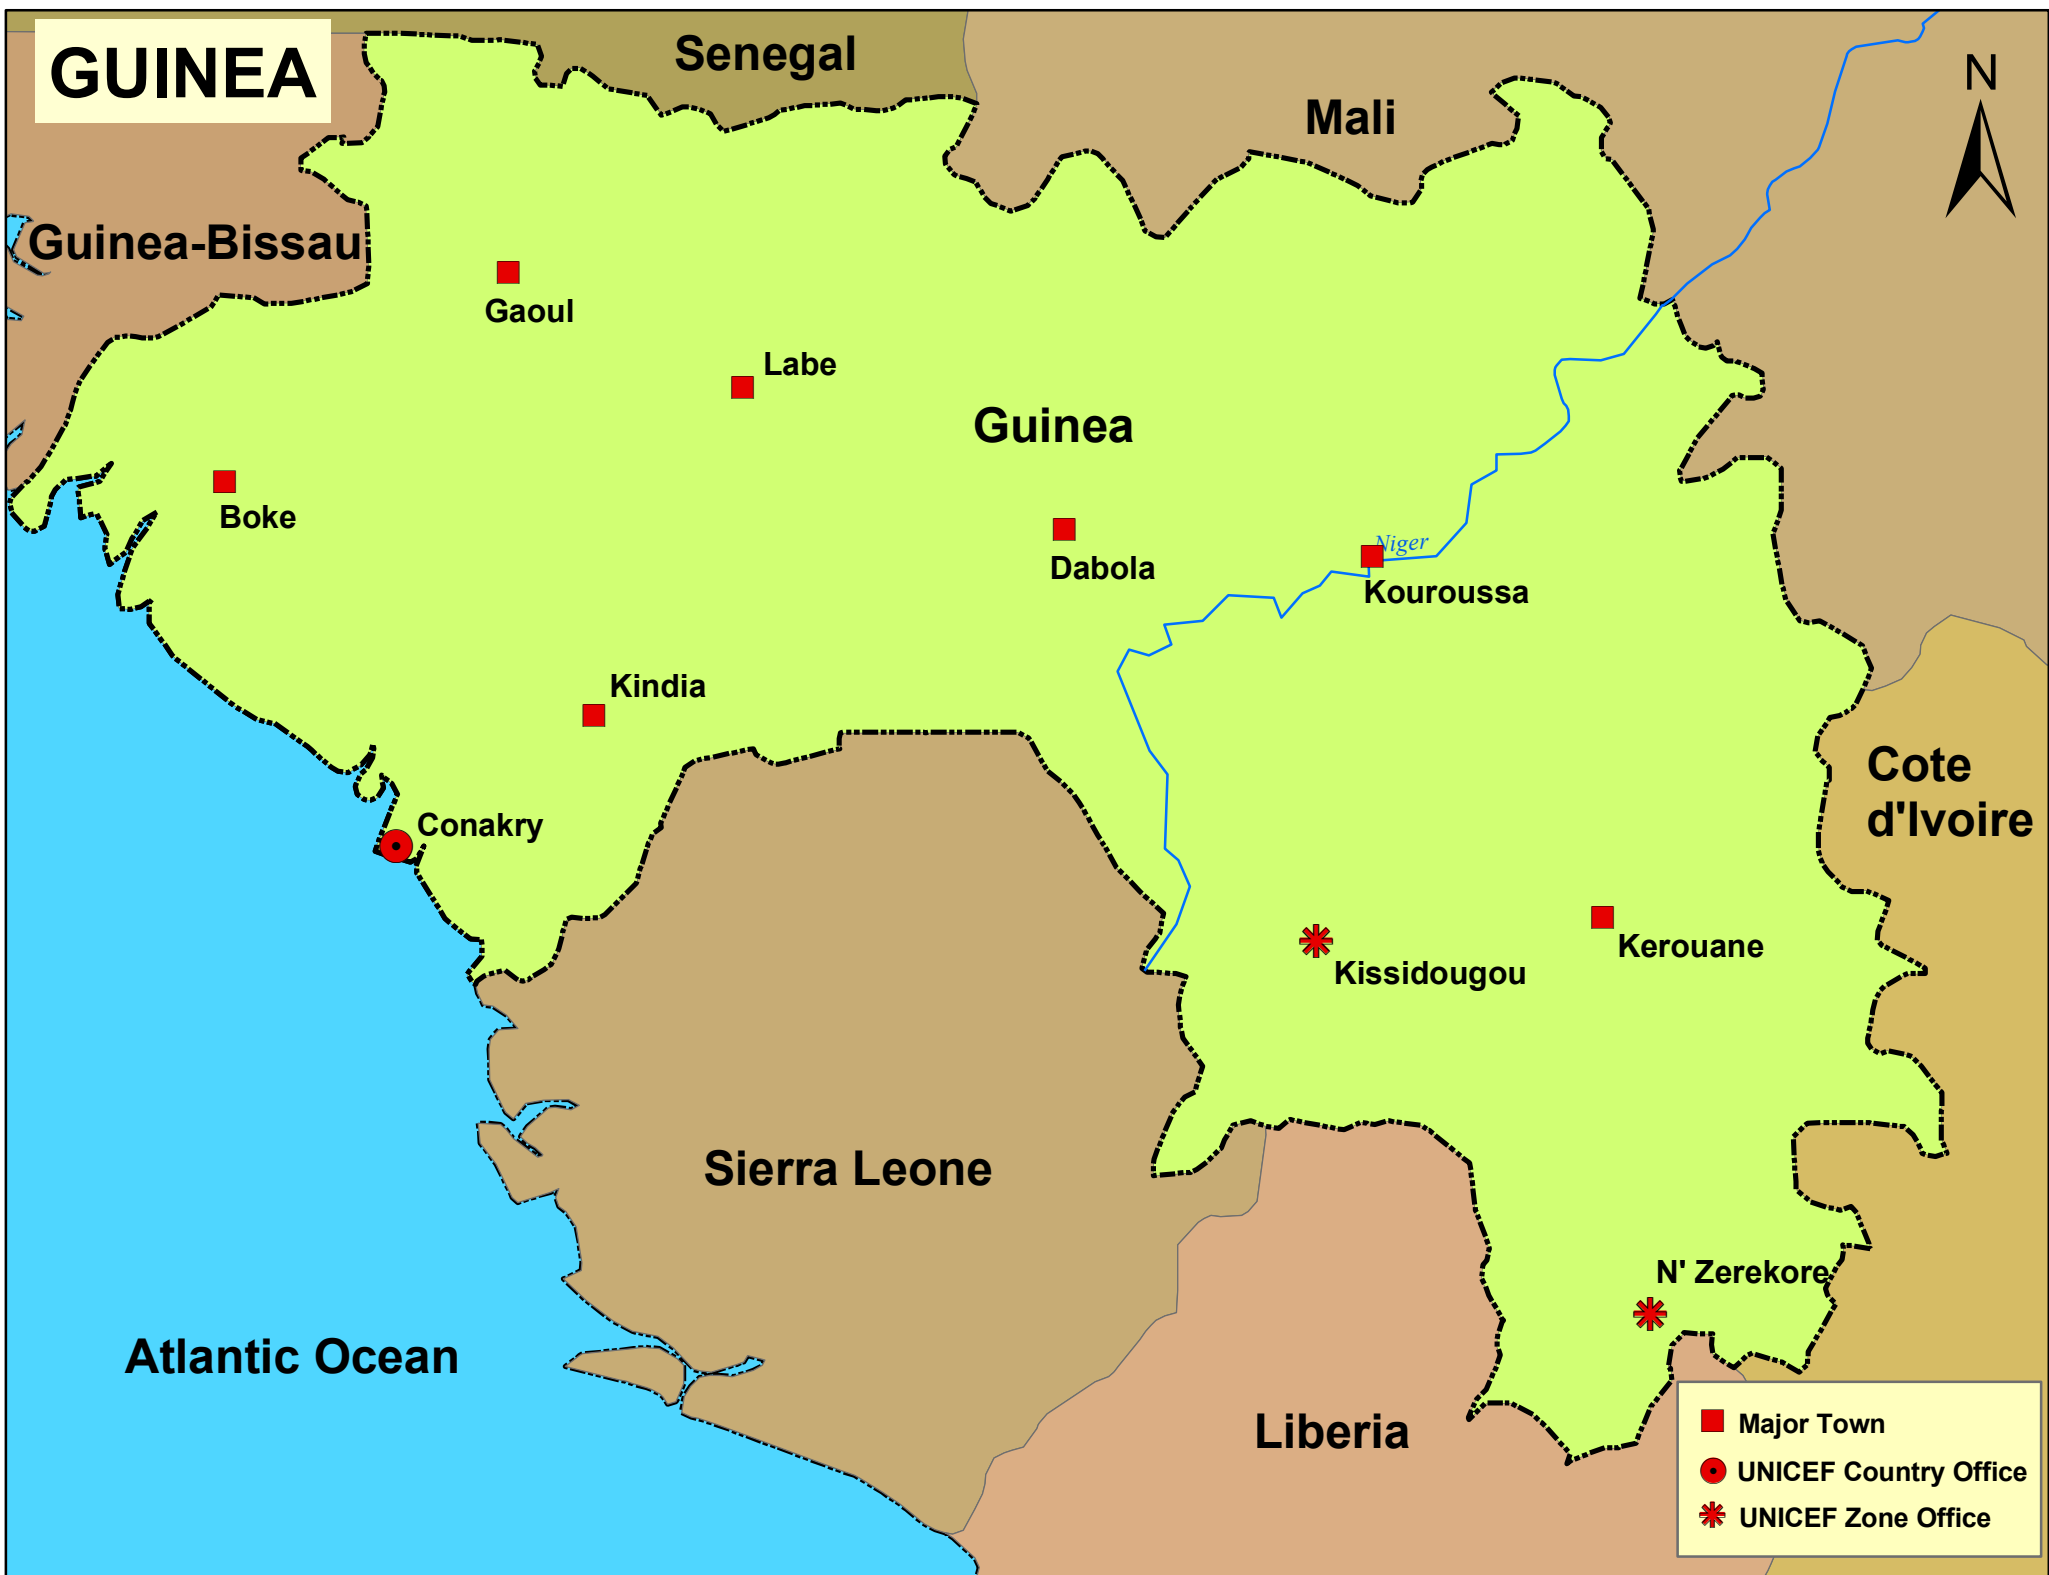 GUINEA
Senegal
Mali
N
Guinea-Bissau
Gaoul
Labe
Guinea
Boke
Dabola
Niger
Kouroussa
Kindia
Cote
d'Ivoire
Conakry
Kerouane
Kissidougou
Sierra Leone
N' Zerekore
Atlantic Ocean
Liberia
Major Town
UNICEF Country Office
UNICEF Zone Office